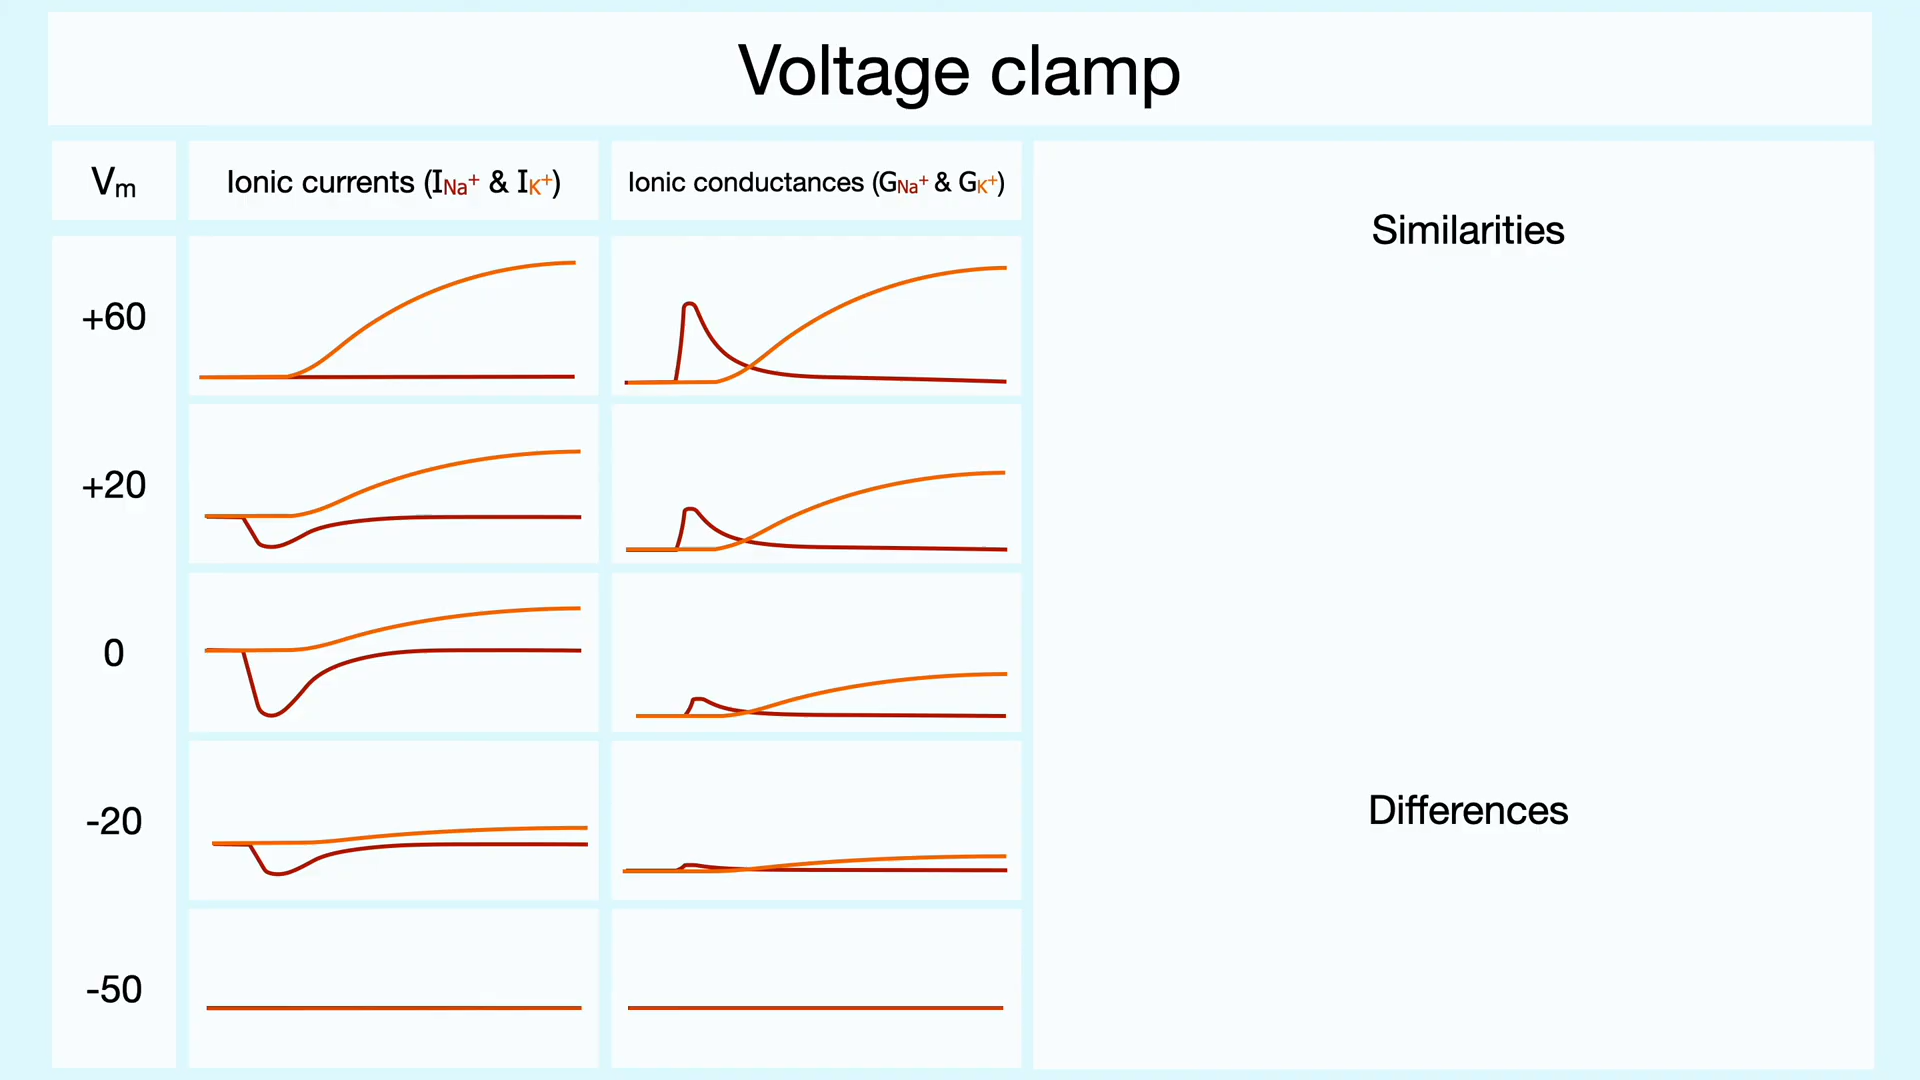 Voltage clamp
Vm
Ionic currents (INa+ & IK+)
Ionic conductances (GNa+ & GK+)
Similarities
+60
+20
0
-20
Differences
-50